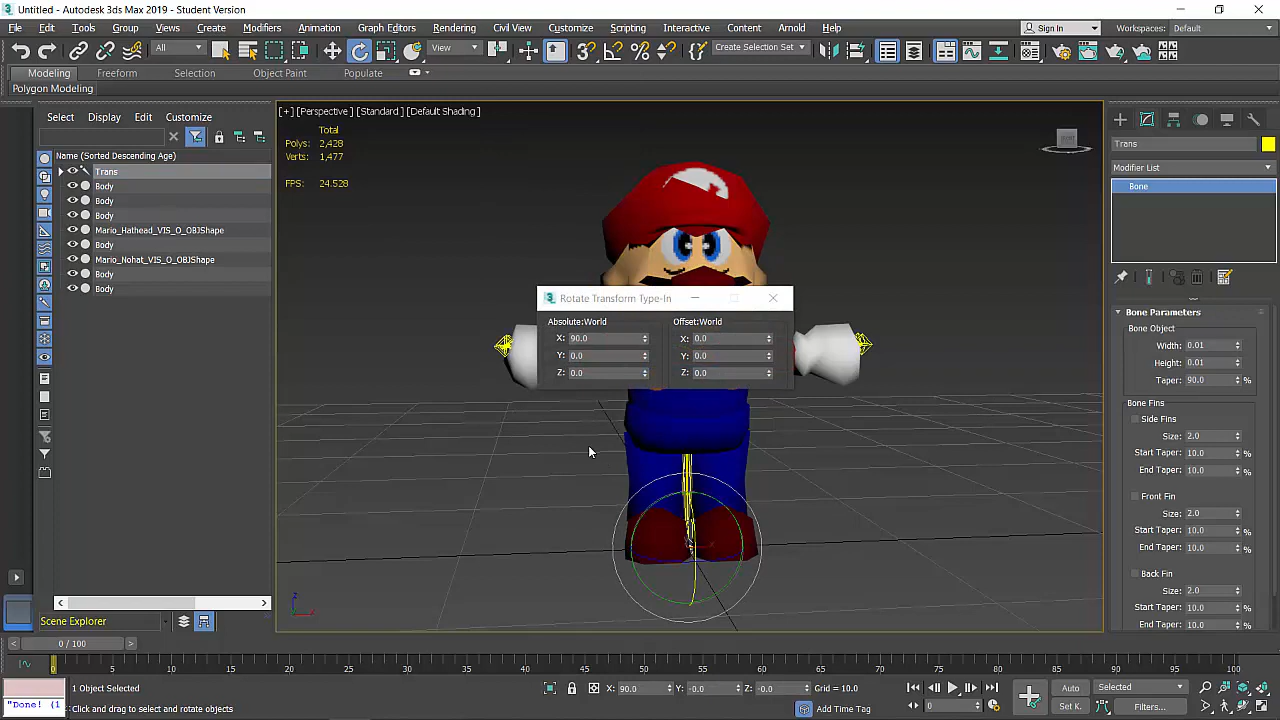 Untitled - Autodesk 3ds Max 2019 - Student Version
File Edit Tools Group Views Create Modifiers Animation Graph Editors Rendering Civil View Customize Scripting Interactive Content Arnold Help Sign In Workspaces: Default
All View Create Selection Set
Modeling Freeform Selection Object Paint Populate
Polygon Modeling
Select Display Edit Customize
Name (Sorted Descending Age)
Trans
Body
Body
Body
Mario_Hathead_VIS_O_OBJShape
Body
Mario_Nohat_VIS_O_OBJShape
Body
Body
Scene Explorer
[+] [Perspective ] [Standard ] [Default Shading ]
Total
Polys: 2,428
Verts: 1,477
FPS: 24.528
FRONT
Rotate Transform Type-In
Absolute:World Offset:World
X: 90.0 X: 0.0
Y: 0.0 Y: 0.0
Z: 0.0 Z: 0.0
z x
Trans
Modifier List
Bone
Bone Parameters
Bone Object
Width: 0.01
Height: 0.01
Taper: 90.0 %
Bone Fins
Side Fins
Size: 2.0
Start Taper: 10.0 %
End Taper: 10.0 %
Front Fin
Size: 2.0
Start Taper: 10.0 %
End Taper: 10.0 %
Back Fin
Size: 2.0
Start Taper: 10.0 %
End Taper: 10.0 %
< 0 / 100 >
0 5 10 15 20 25 30 35 40 45 50 55 60 65 70 75 80 85 90 95 100
1 Object Selected X: 90.0 Y: -0.0 Z: -0.0 Grid = 10.0 Auto Selected
"Done! (1 Click and drag to select and rotate objects Add Time Tag 0 Set K. Filters...